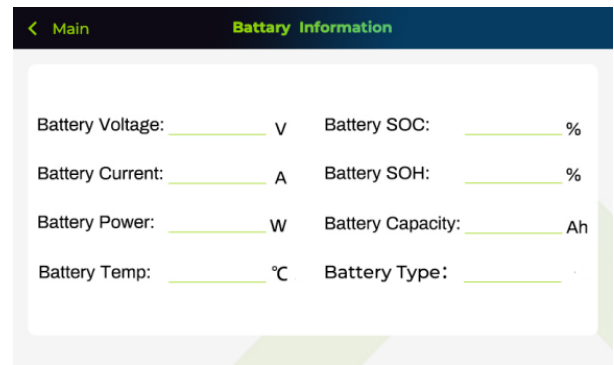 < Main Battary Information
Battery Voltage: V Battery SOC: %
Battery Current: A Battery SOH: %
Battery Power: W Battery Capacity: Ah
Battery Temp: ℃ Battery Type: